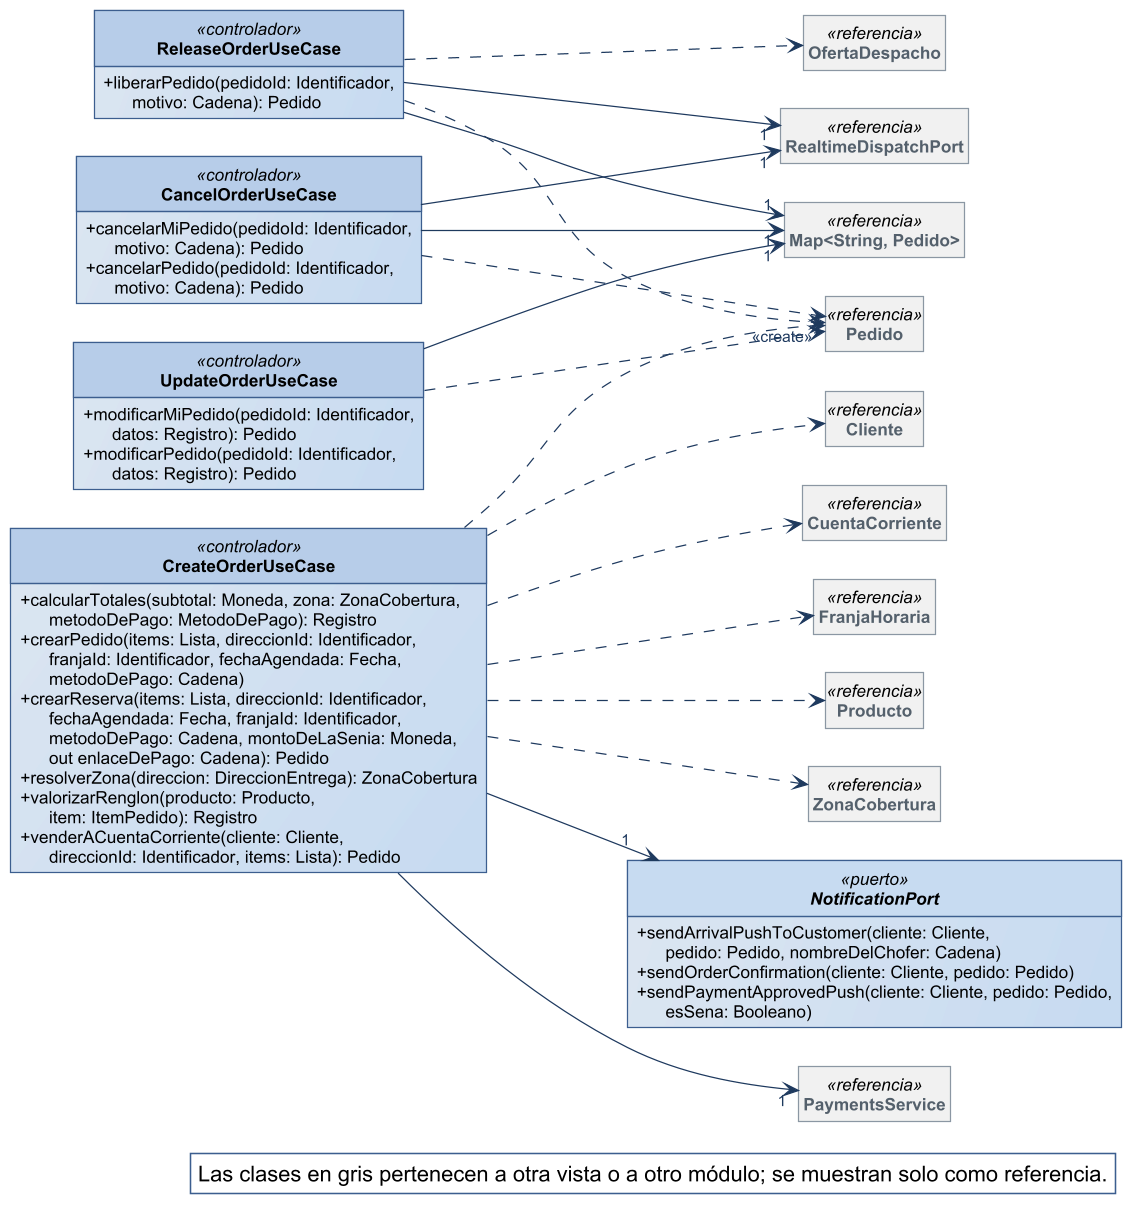 «controlador»
ReleaseOrderUseCase
+liberarPedido(pedidoId: Identificador,
motivo: Cadena): Pedido
«controlador»
CancelOrderUseCase
+cancelarMiPedido(pedidoId: Identificador,
motivo: Cadena): Pedido
+cancelarPedido(pedidoId: Identificador,
motivo: Cadena): Pedido
«controlador»
UpdateOrderUseCase
+modificarMiPedido(pedidoId: Identificador,
datos: Registro): Pedido
+modificarPedido(pedidoId: Identificador,
datos: Registro): Pedido
«controlador»
CreateOrderUseCase
+calcularTotales(subtotal: Moneda, zona: ZonaCobertura,
metodoDePago: MetodoDePago): Registro
+crearPedido(items: Lista, direccionId: Identificador,
franjaId: Identificador, fechaAgendada: Fecha,
metodoDePago: Cadena)
+crearReserva(items: Lista, direccionId: Identificador,
fechaAgendada: Fecha, franjaId: Identificador,
metodoDePago: Cadena, montoDeLaSenia: Moneda,
out enlaceDePago: Cadena): Pedido
+resolverZona(direccion: DireccionEntrega): ZonaCobertura
+valorizarRenglon(producto: Producto,
item: ItemPedido): Registro
+venderACuentaCorriente(cliente: Cliente,
direccionId: Identificador, items: Lista): Pedido
«referencia»
OfertaDespacho
«referencia»
RealtimeDispatchPort
1
1
«referencia»
Map<String, Pedido>
1
1
1
«referencia»
Pedido
«create»
«referencia»
Cliente
«referencia»
CuentaCorriente
«referencia»
FranjaHoraria
«referencia»
Producto
«referencia»
ZonaCobertura
1
«puerto»
NotificationPort
+sendArrivalPushToCustomer(cliente: Cliente,
pedido: Pedido, nombreDelChofer: Cadena)
+sendOrderConfirmation(cliente: Cliente, pedido: Pedido)
+sendPaymentApprovedPush(cliente: Cliente, pedido: Pedido,
esSena: Booleano)
«referencia»
PaymentsService
1
Las clases en gris pertenecen a otra vista o a otro módulo; se muestran solo como referencia.